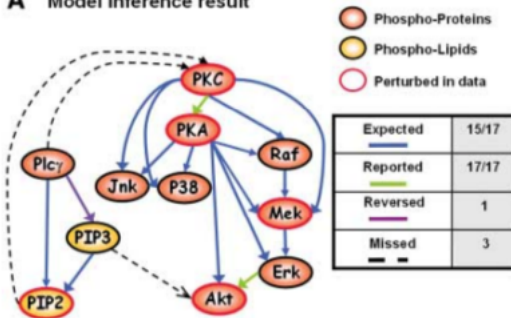 A Model inference result
Phospho-Proteins
Phospho-Lipids
Perturbed in data
PKC
PKA
Plcγ
Raf
Jnk
P38
Mek
PIP3
Erk
PIP2
Akt
Expected 15/17
Reported 17/17
Reversed 1
Missed 3